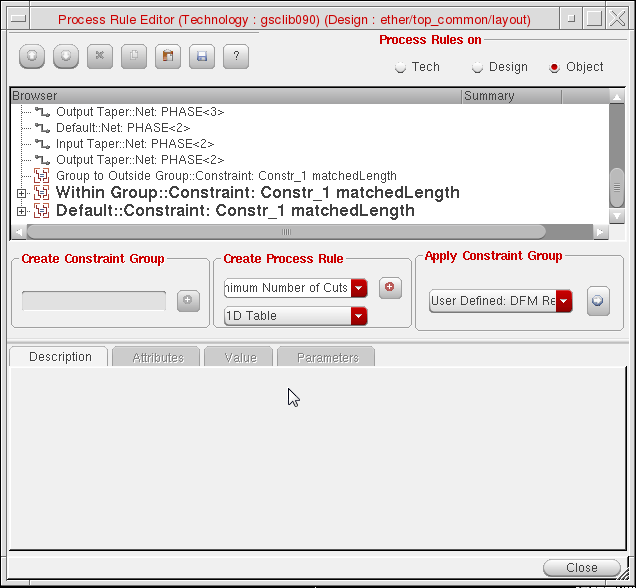 Process Rule Editor (Technology : gsclib090) (Design : ether/top_common/layout)
Process Rules on
?
Tech Design Object
Browser Summary
Output Taper::Net: PHASE<3>
Default::Net: PHASE<2>
Input Taper::Net: PHASE<2>
Output Taper::Net: PHASE<2>
Group to Outside Group::Constraint: Constr_1 matchedLength
Within Group::Constraint: Constr_1 matchedLength
Default::Constraint: Constr_1 matchedLength
Create Constraint Group Create Process Rule Apply Constraint Group
nimum Number of Cuts
User Defined: DFM Re
1D Table
Description Attributes Value Parameters
Close